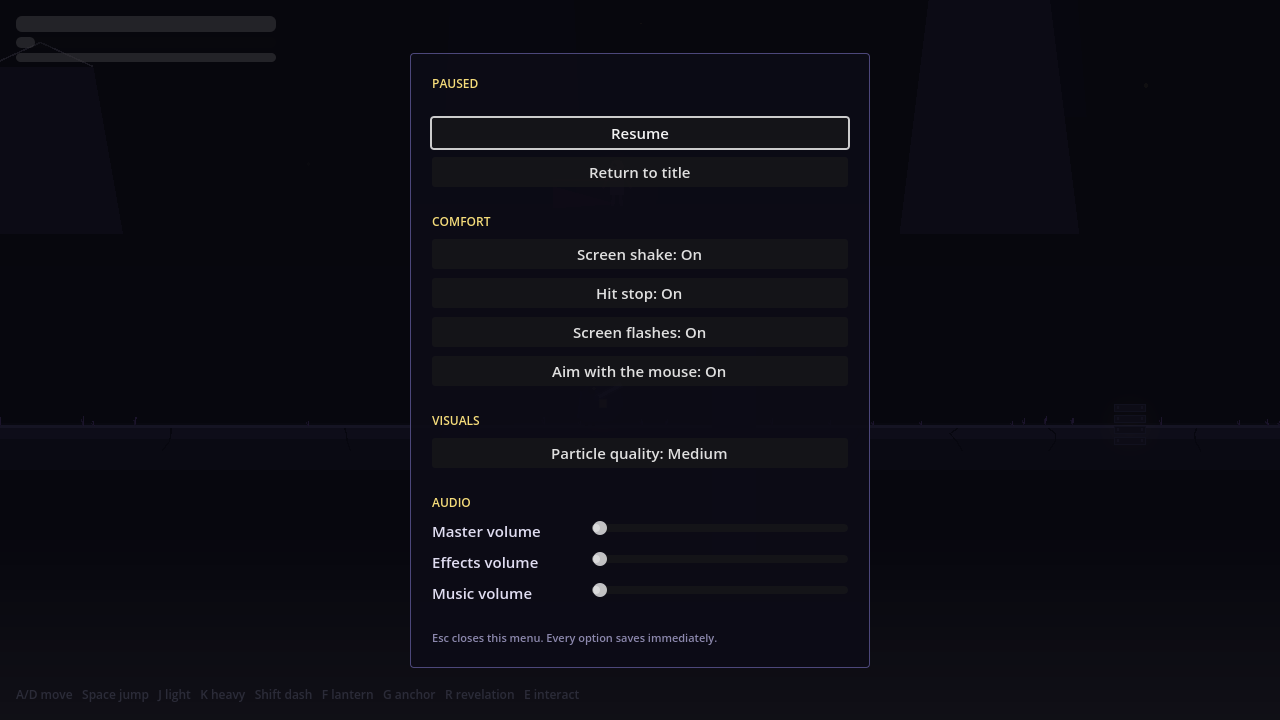 PAUSED
Resume
Return to title
COMFORT
Screen shake: On
Hit stop: On
Screen flashes: On
Aim with the mouse: On
VISUALS
Particle quality: Medium
AUDIO
Master volume
Effects volume
Music volume
Esc closes this menu. Every option saves immediately.
A/D move Space jump J light K heavy Shift dash F lantern G anchor R revelation E interact